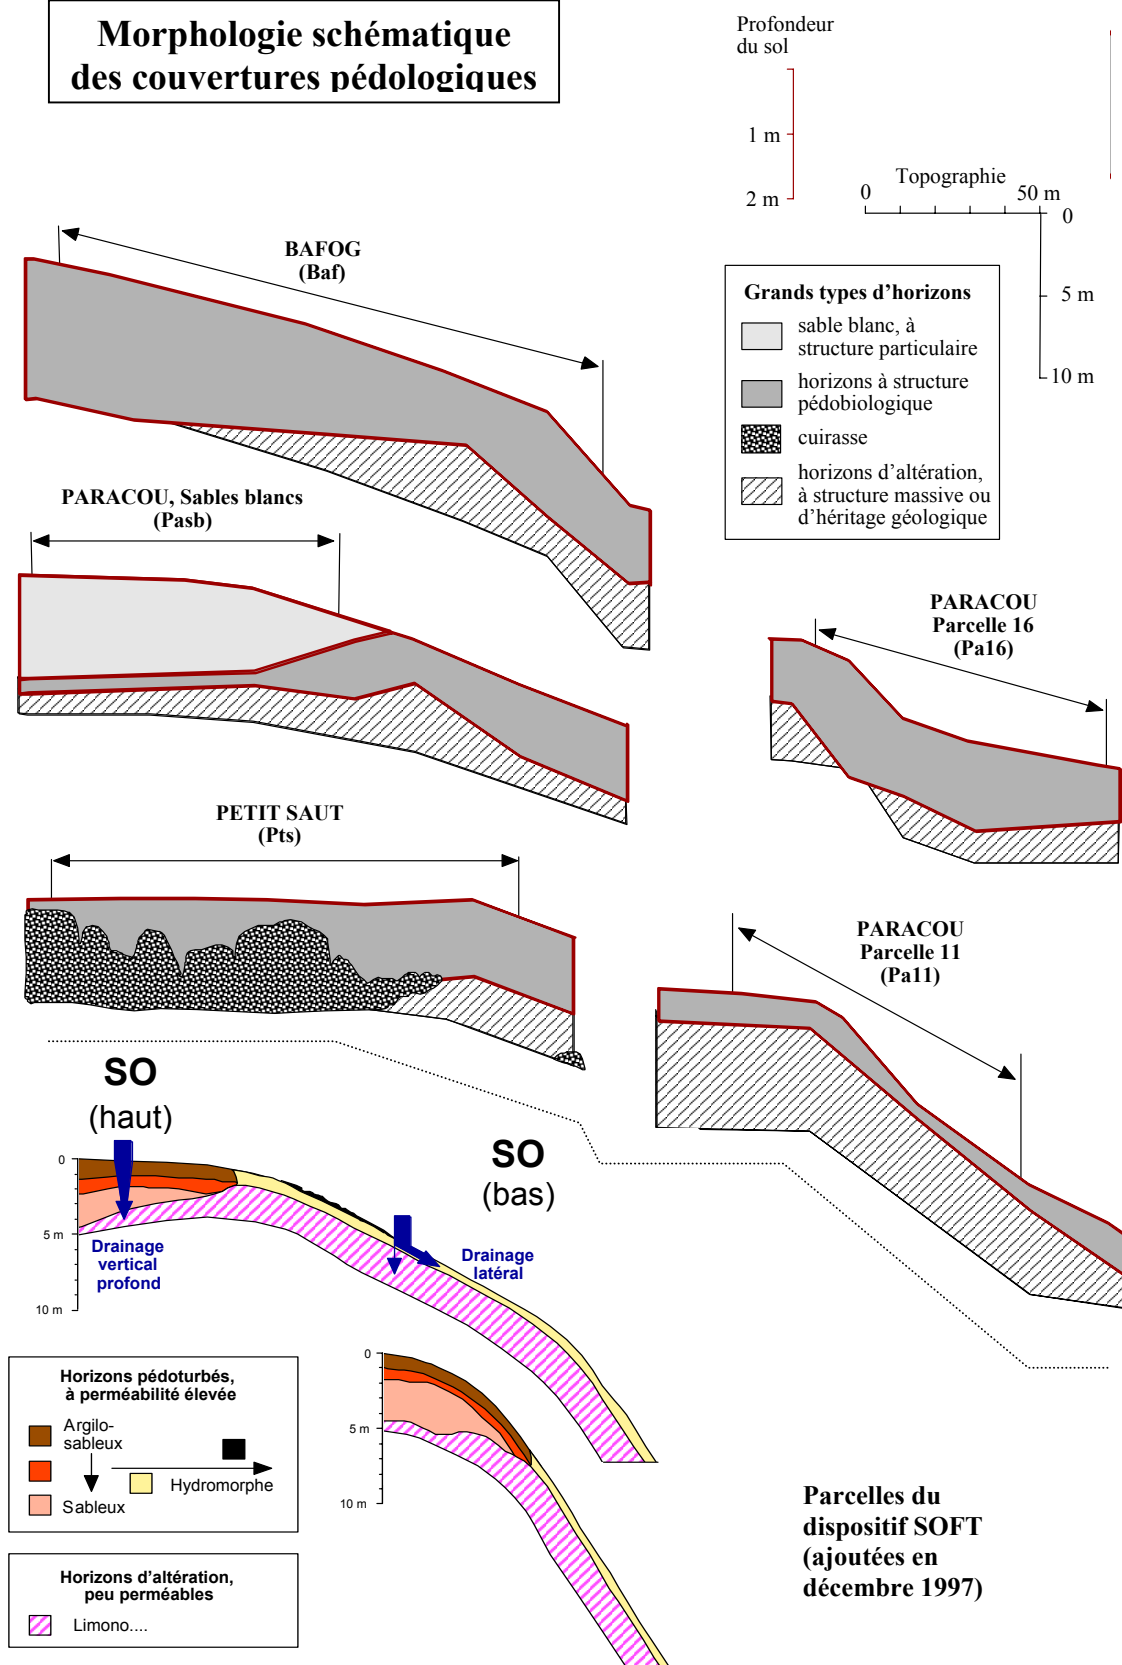 Morphologie schématique
des couvertures pédologiques
Profondeur
du sol
1 m
2 m
Topographie
0
50 m
0
5 m
10 m
BAFOG
(Baf)
Grands types d'horizons
sable blanc, à
structure particulaire
horizons à structure
pédobiologique
cuirasse
horizons d'altération,
à structure massive ou
d'héritage géologique
PARACOU, Sables blancs
(Pasb)
PARACOU
Parcelle 16
(Pa16)
PETIT SAUT
(Pts)
PARACOU
Parcelle 11
(Pa11)
SO
(haut)
SO
(bas)
0
5 m
10 m
Drainage
vertical
profond
Drainage
latéral
0
5 m
10 m
Horizons pédoturbés,
à perméabilité élevée
Argilo-
sableux
Hydromorphe
Sableux
Horizons d'altération,
peu perméables
Limono....
Parcelles du
dispositif SOFT
(ajoutées en
décembre 1997)